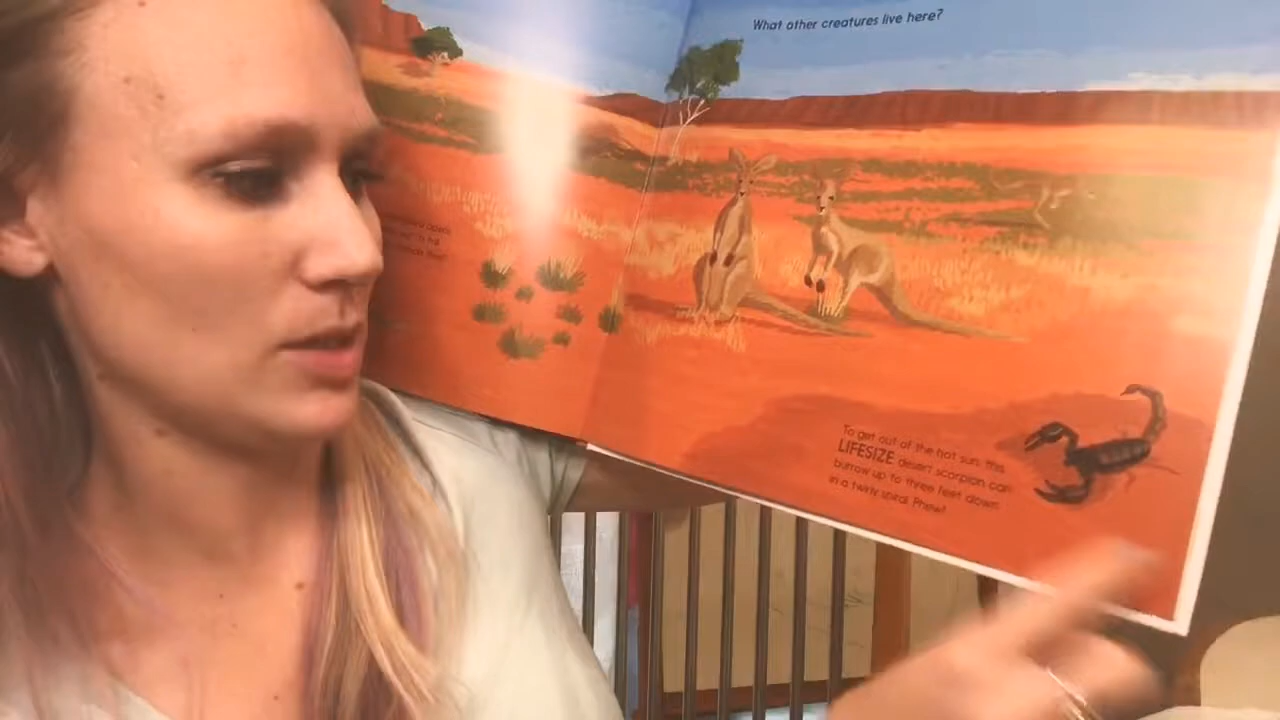 What other creatures live here?
To get out of the hot sun, this
LIFESIZE desert scorpion can
burrow up to three feet down
in a twirly spiral. Phew!